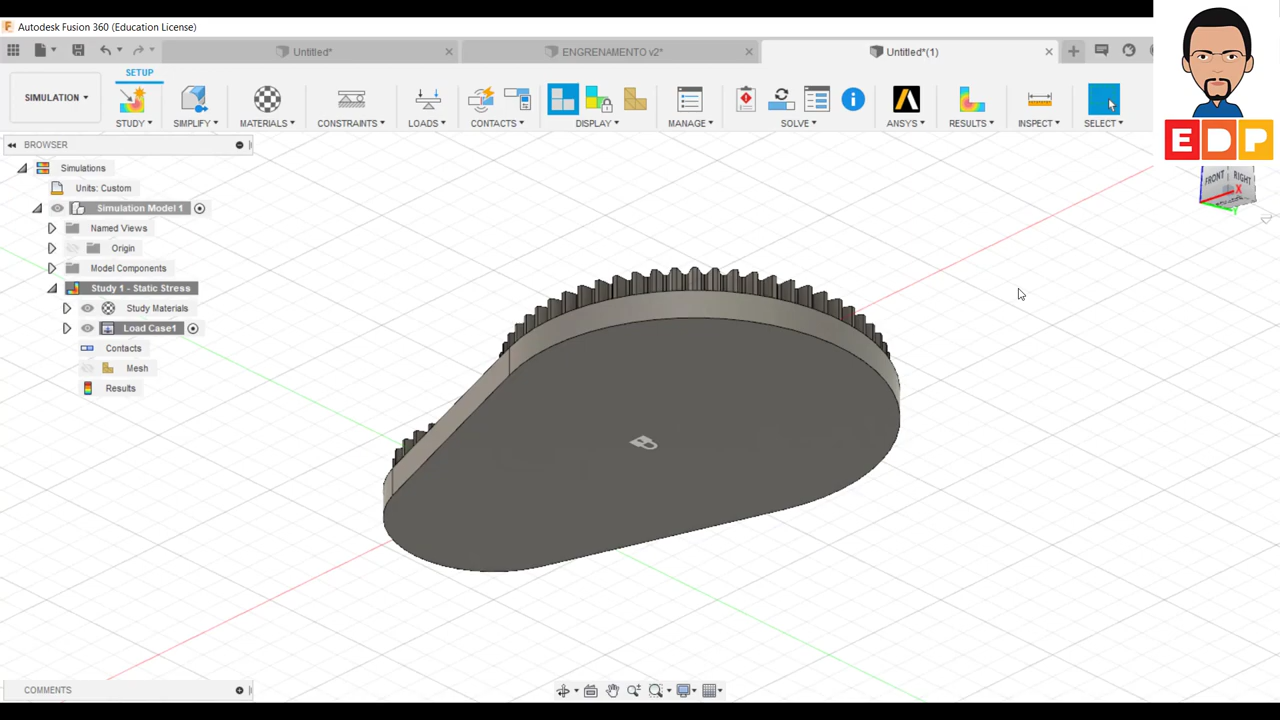 Autodesk Fusion 360 (Education License)
Untitled*
ENGRENAMENTO v2*
Untitled*(1)
SETUP
SIMULATION
STUDY
SIMPLIFY
MATERIALS
CONSTRAINTS
LOADS
CONTACTS
DISPLAY
MANAGE
SOLVE
ANSYS
RESULTS
INSPECT
SELECT
EDP
BROWSER
Simulations
Units: Custom
Simulation Model 1
Named Views
Origin
Model Components
Study 1 - Static Stress
Study Materials
Load Case1
Contacts
Mesh
Results
FRONT
RIGHT
X
Y
COMMENTS